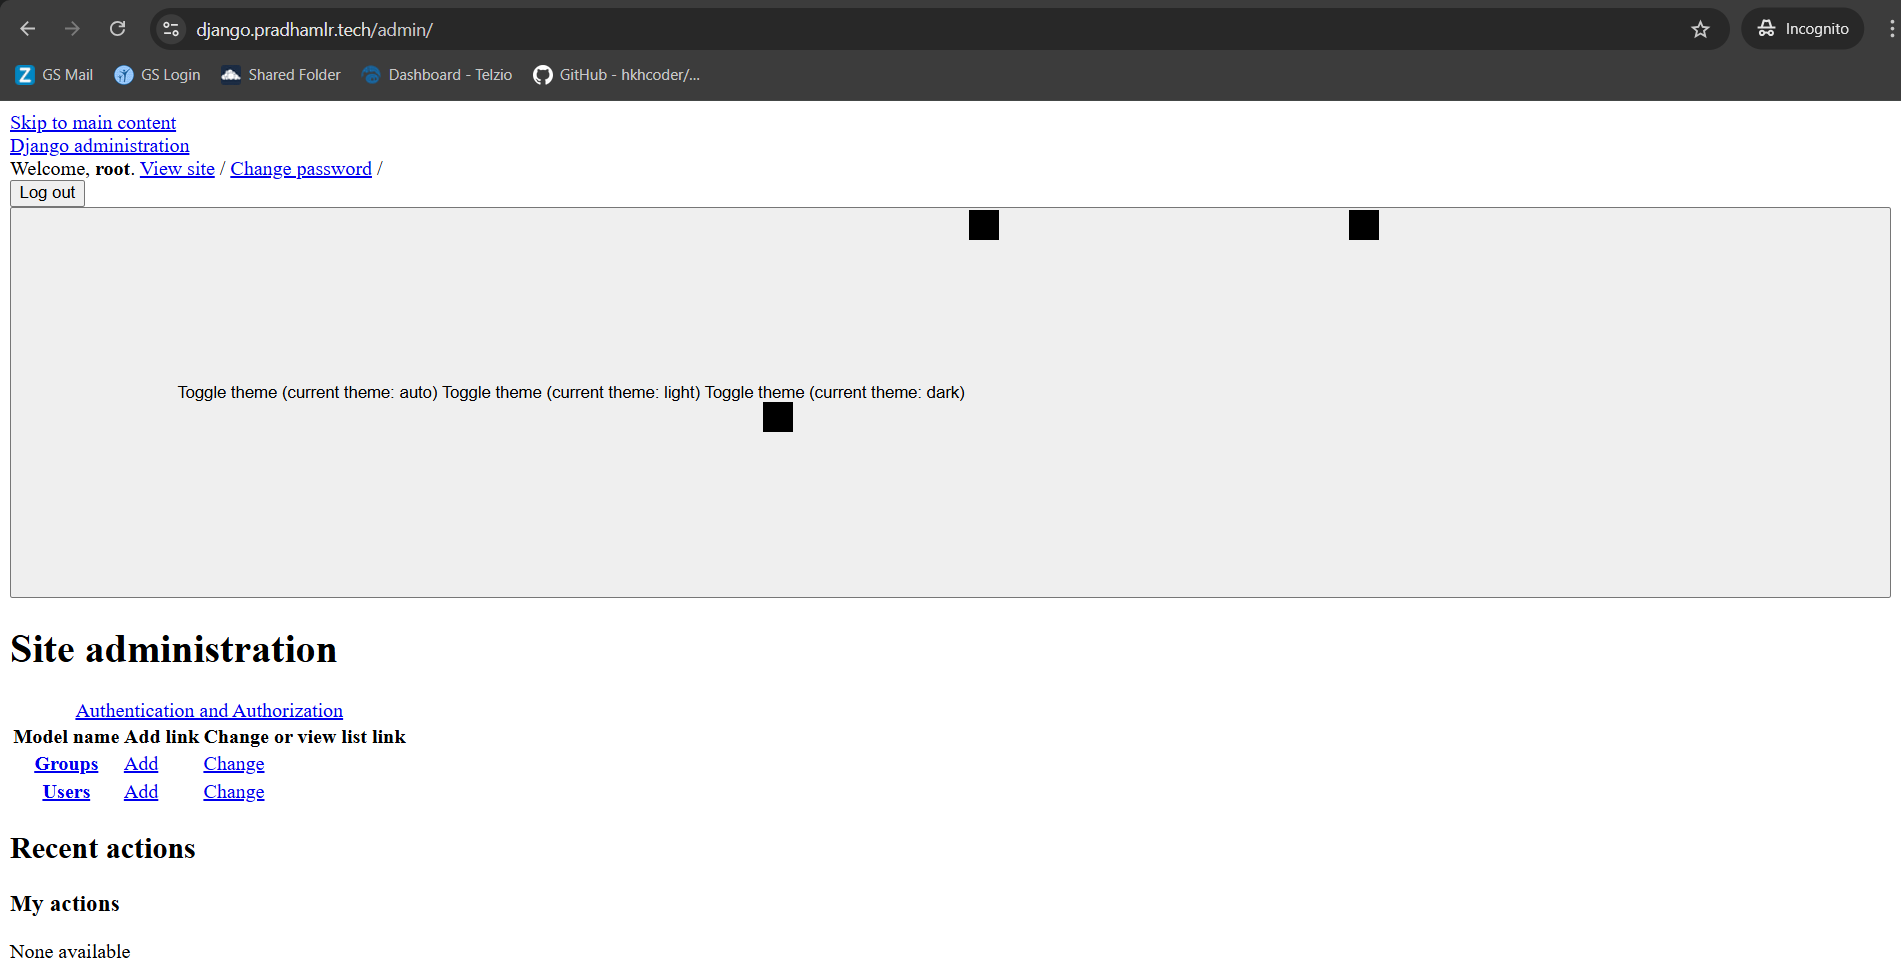 django.pradhamlr.tech/admin/
Incognito
GS Mail
GS Login
Shared Folder
Dashboard - Telzio
GitHub - hkhcoder/...
Skip to main content
Django administration
Welcome, root. View site / Change password /
Log out
Toggle theme (current theme: auto) Toggle theme (current theme: light) Toggle theme (current theme: dark)
Site administration
Authentication and Authorization
Model name Add link Change or view list link
Groups Add Change
Users Add Change
Recent actions
My actions
None available